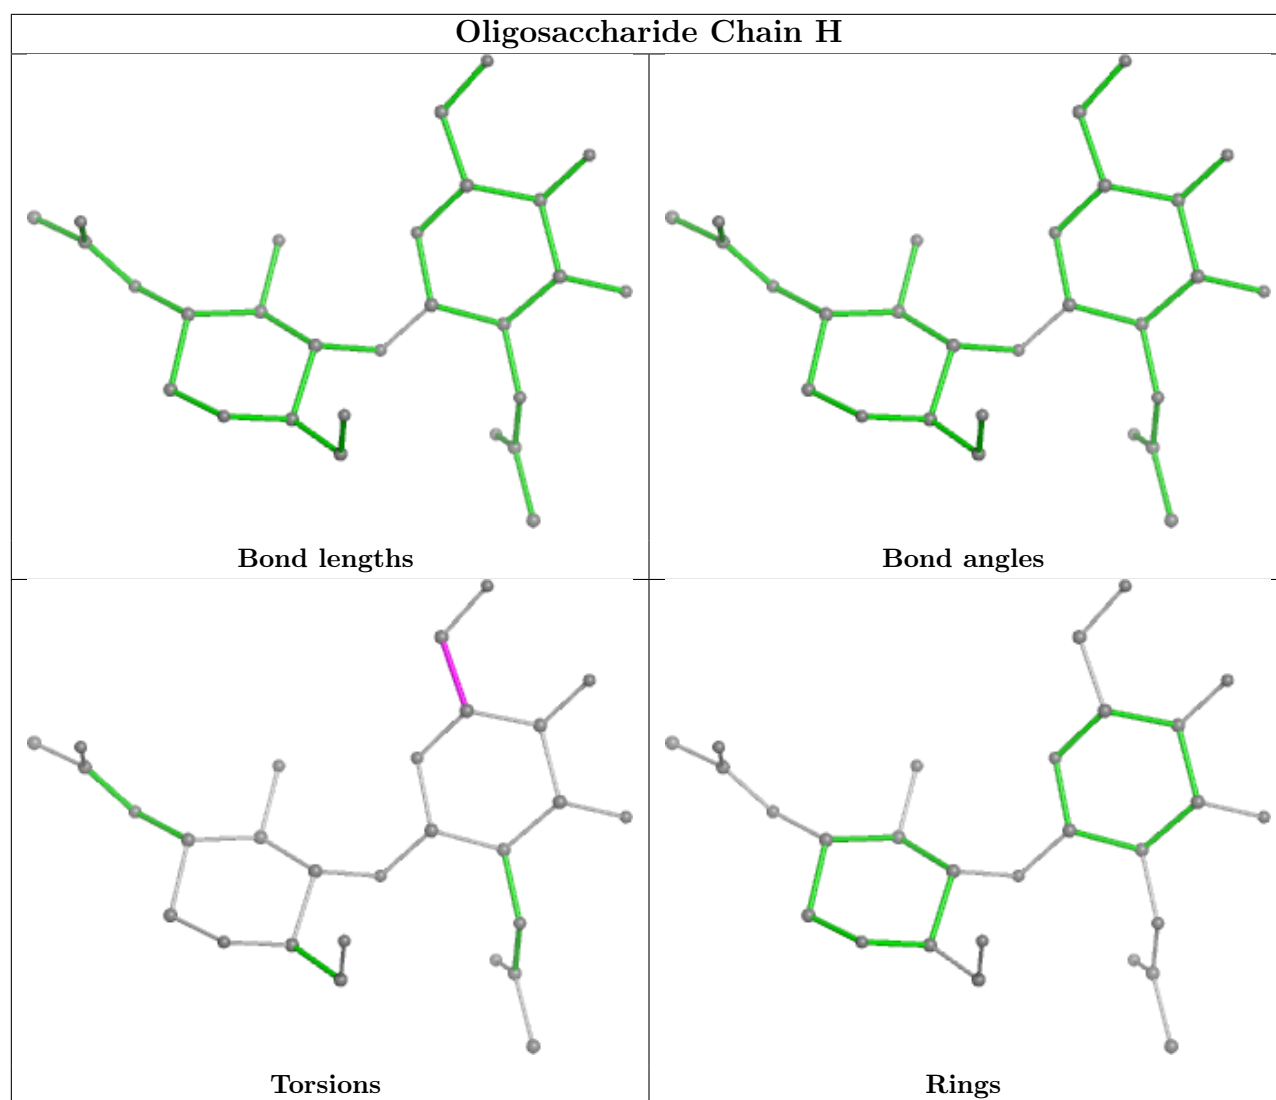 Oligosaccharide Chain H
Bond lengths
Bond angles
Torsions
Rings